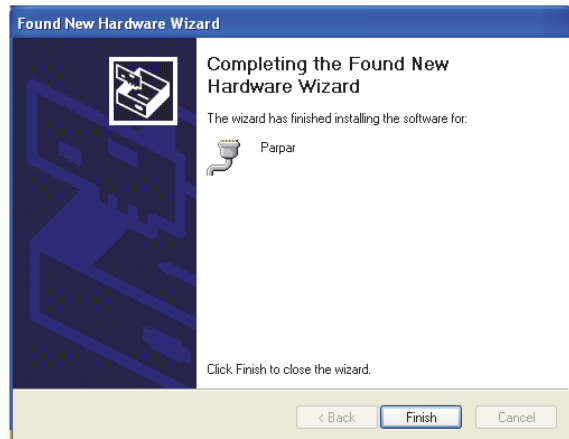 Found New Hardware Wizard
Completing the Found New
Hardware Wizard
The wizard has finished installing the software for:
Parpar
Click Finish to close the wizard.
< Back
Finish
Cancel